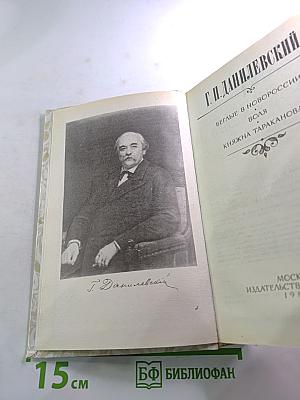 Г. Данилевский
Г. П. ДАНИЛЕВСКИЙ
БЕГЛЫЕ В НОВОРОССИИ
ВОЛЯ
КНЯЖНА ТАРАКАНОВА
МОСК
ИЗДАТЕЛЬСТВ
19
15 см
БФ БИБЛИОФАН